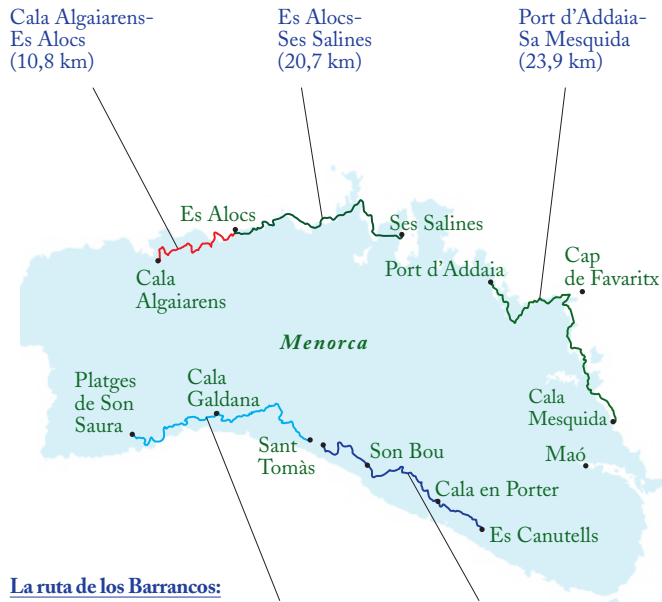 Cala Algaiarens-
Es Alocs
(10,8 km)
Es Alocs-
Ses Salines
(20,7 km)
Port d’Addaia-
Sa Mesquida
(23,9 km)
Es Alocs
Ses Salines
Cala
Algaiarens
Port d’Addaia
Cap
de Favaritx
Menorca
Platges
de Son
Saura
Cala
Galdana
Cala
Mesquida
Sant
Tomàs
Son Bou
Maó
Cala en Porter
Es Canutells
La ruta de los Barrancos: